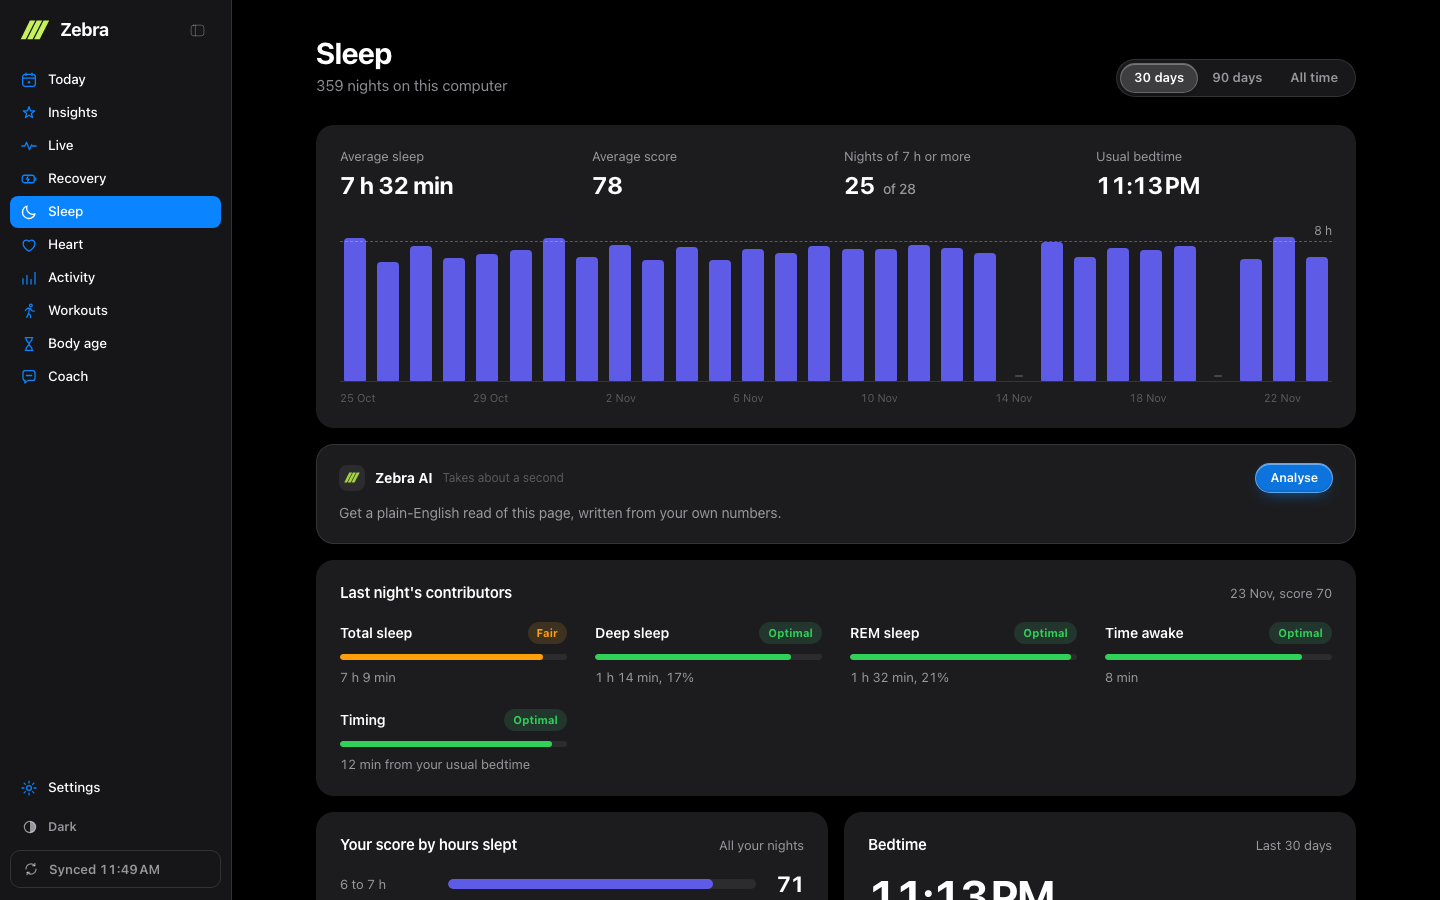 Zebra
Today
Insights
Live
Recovery
Sleep
Heart
Activity
Workouts
Body age
Coach
Settings
Dark
Synced 11:49 AM
Sleep
359 nights on this computer
30 days 90 days All time
Average sleep Average score Nights of 7 h or more Usual bedtime
7 h 32 min 78 25 of 28 11:13 PM
8 h
25 Oct 29 Oct 2 Nov 6 Nov 10 Nov 14 Nov 18 Nov 22 Nov
Zebra AI Takes about a second Analyse
Get a plain-English read of this page, written from your own numbers.
Last night's contributors 23 Nov, score 70
Total sleep Fair Deep sleep Optimal REM sleep Optimal Time awake Optimal
7 h 9 min 1 h 14 min, 17% 1 h 32 min, 21% 8 min
Timing Optimal
12 min from your usual bedtime
Your score by hours slept All your nights Bedtime Last 30 days
6 to 7 h 71 11:13 PM